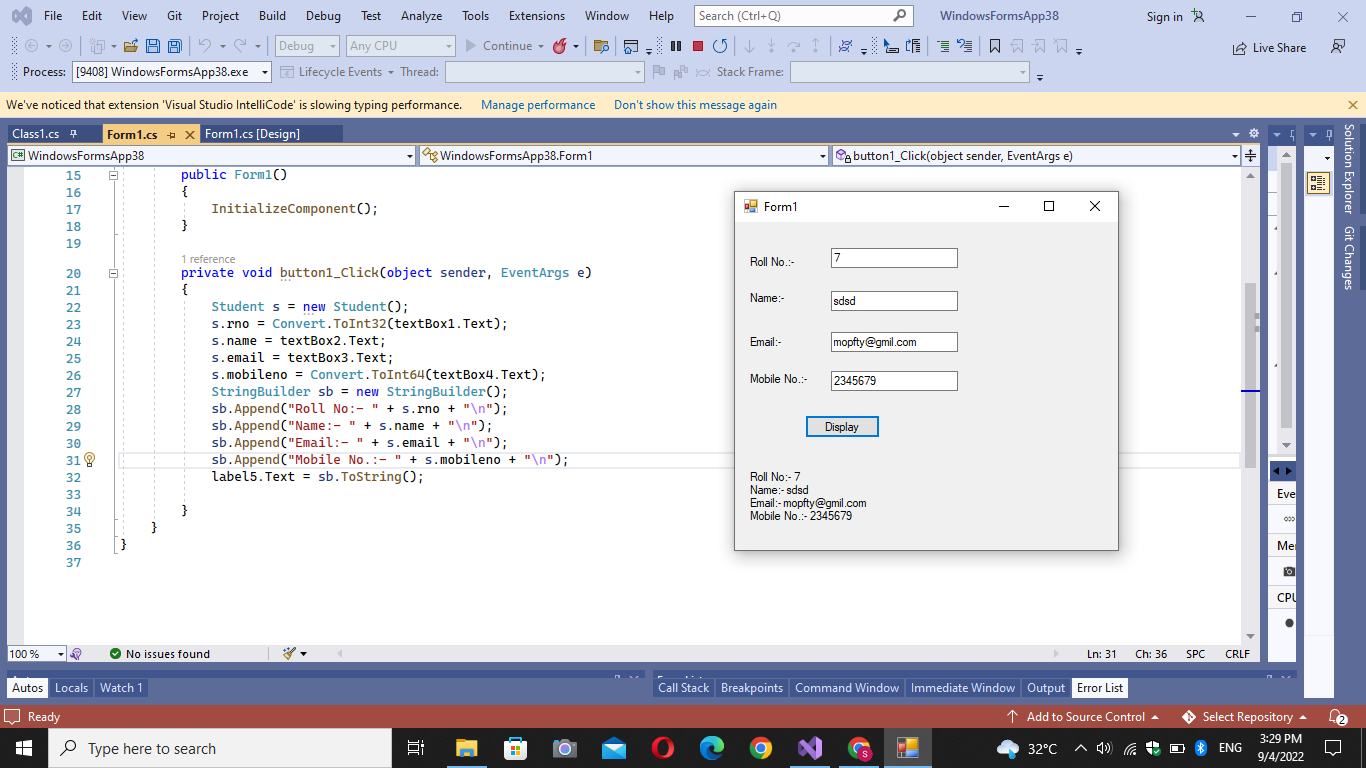 File Edit View Git Project Build Debug Test Analyze Tools Extensions Window Help Search (Ctrl+Q) WindowsFormsApp38 Sign in
Debug Any CPU Continue Live Share
Process: [9408] WindowsFormsApp38.exe Lifecycle Events Thread: Stack Frame:
We've noticed that extension 'Visual Studio IntelliCode' is slowing typing performance. Manage performance Don't show this message again
Class1.cs Form1.cs Form1.cs [Design]
C# WindowsFormsApp38 WindowsFormsApp38.Form1 button1_Click(object sender, EventArgs e)
15 public Form1()
16 {
17 InitializeComponent();
18 }
19
1 reference
20 private void button1_Click(object sender, EventArgs e)
21 {
22 Student s = new Student();
23 s.rno = Convert.ToInt32(textBox1.Text);
24 s.name = textBox2.Text;
25 s.email = textBox3.Text;
26 s.mobileno = Convert.ToInt64(textBox4.Text);
27 StringBuilder sb = new StringBuilder();
28 sb.Append("Roll No:- " + s.rno + "\n");
29 sb.Append("Name:- " + s.name + "\n");
30 sb.Append("Email:- " + s.email + "\n");
31 sb.Append("Mobile No.:- " + s.mobileno + "\n");
32 label5.Text = sb.ToString();
33
34 }
35 }
36 }
37
Form1
Roll No.:- 7
Name:- sdsd
Email:- mopfty@gmil.com
Mobile No.:- 2345679
Display
Roll No:- 7
Name:- sdsd
Email:- mopfty@gmil.com
Mobile No.:- 2345679
Solution Explorer
Git Changes
100 % No issues found Ln: 31 Ch: 36 SPC CRLF
Autos Locals Watch 1 Call Stack Breakpoints Command Window Immediate Window Output Error List
Ready Add to Source Control Select Repository 2
Type here to search 32°C ENG 3:29 PM
9/4/2022